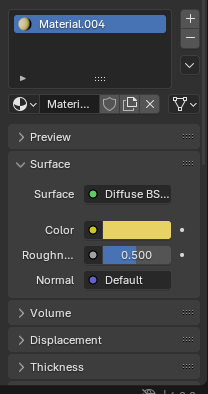 Material.004
Materi...
Preview
Surface
Surface
Diffuse BS...
Color
Roughn...
0.500
Normal
Default
Volume
Displacement
Thickness